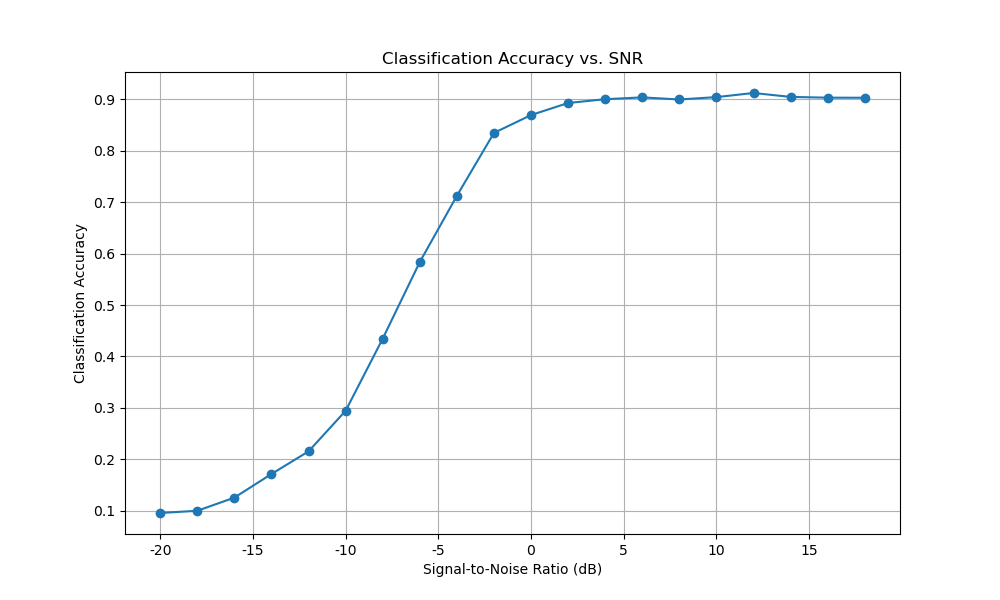 Classification Accuracy vs. SNR
Classification Accuracy
0.9
0.8
0.7
0.6
0.5
0.4
0.3
0.2
0.1
-20 -15 -10 -5 0 5 10 15
Signal-to-Noise Ratio (dB)